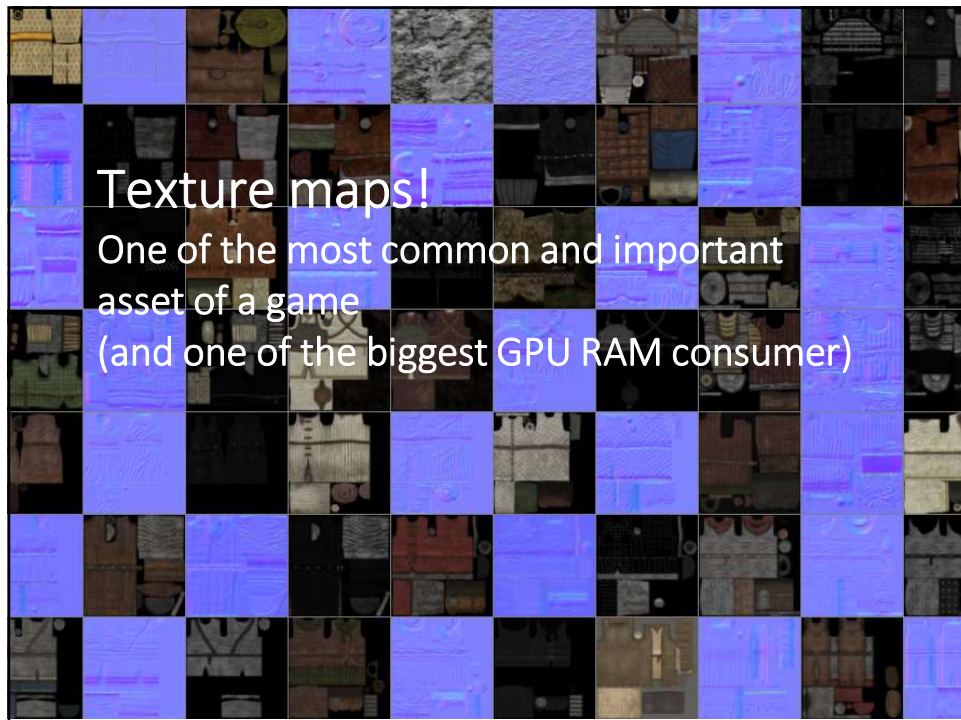 Texture maps!
One of the most common and important
asset of a game
(and one of the biggest GPU RAM consumer)